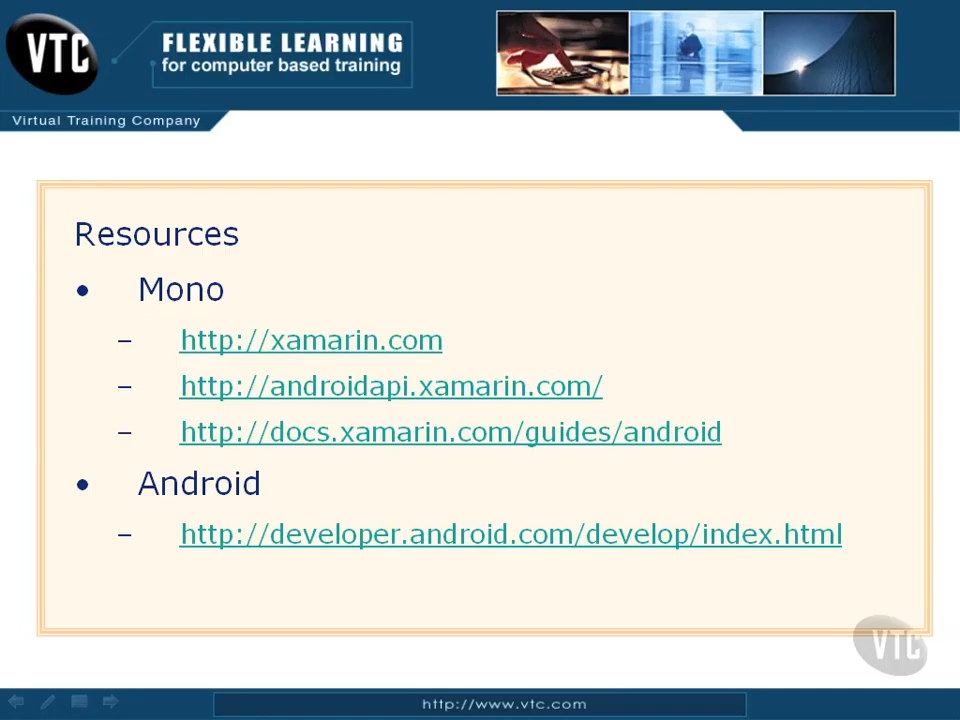 VTC
FLEXIBLE LEARNING
for computer based training
Virtual Training Company
Resources
• Mono
– http://xamarin.com
– http://androidapi.xamarin.com/
– http://docs.xamarin.com/guides/android
• Android
– http://developer.android.com/develop/index.html
VTC
http://www.vtc.com